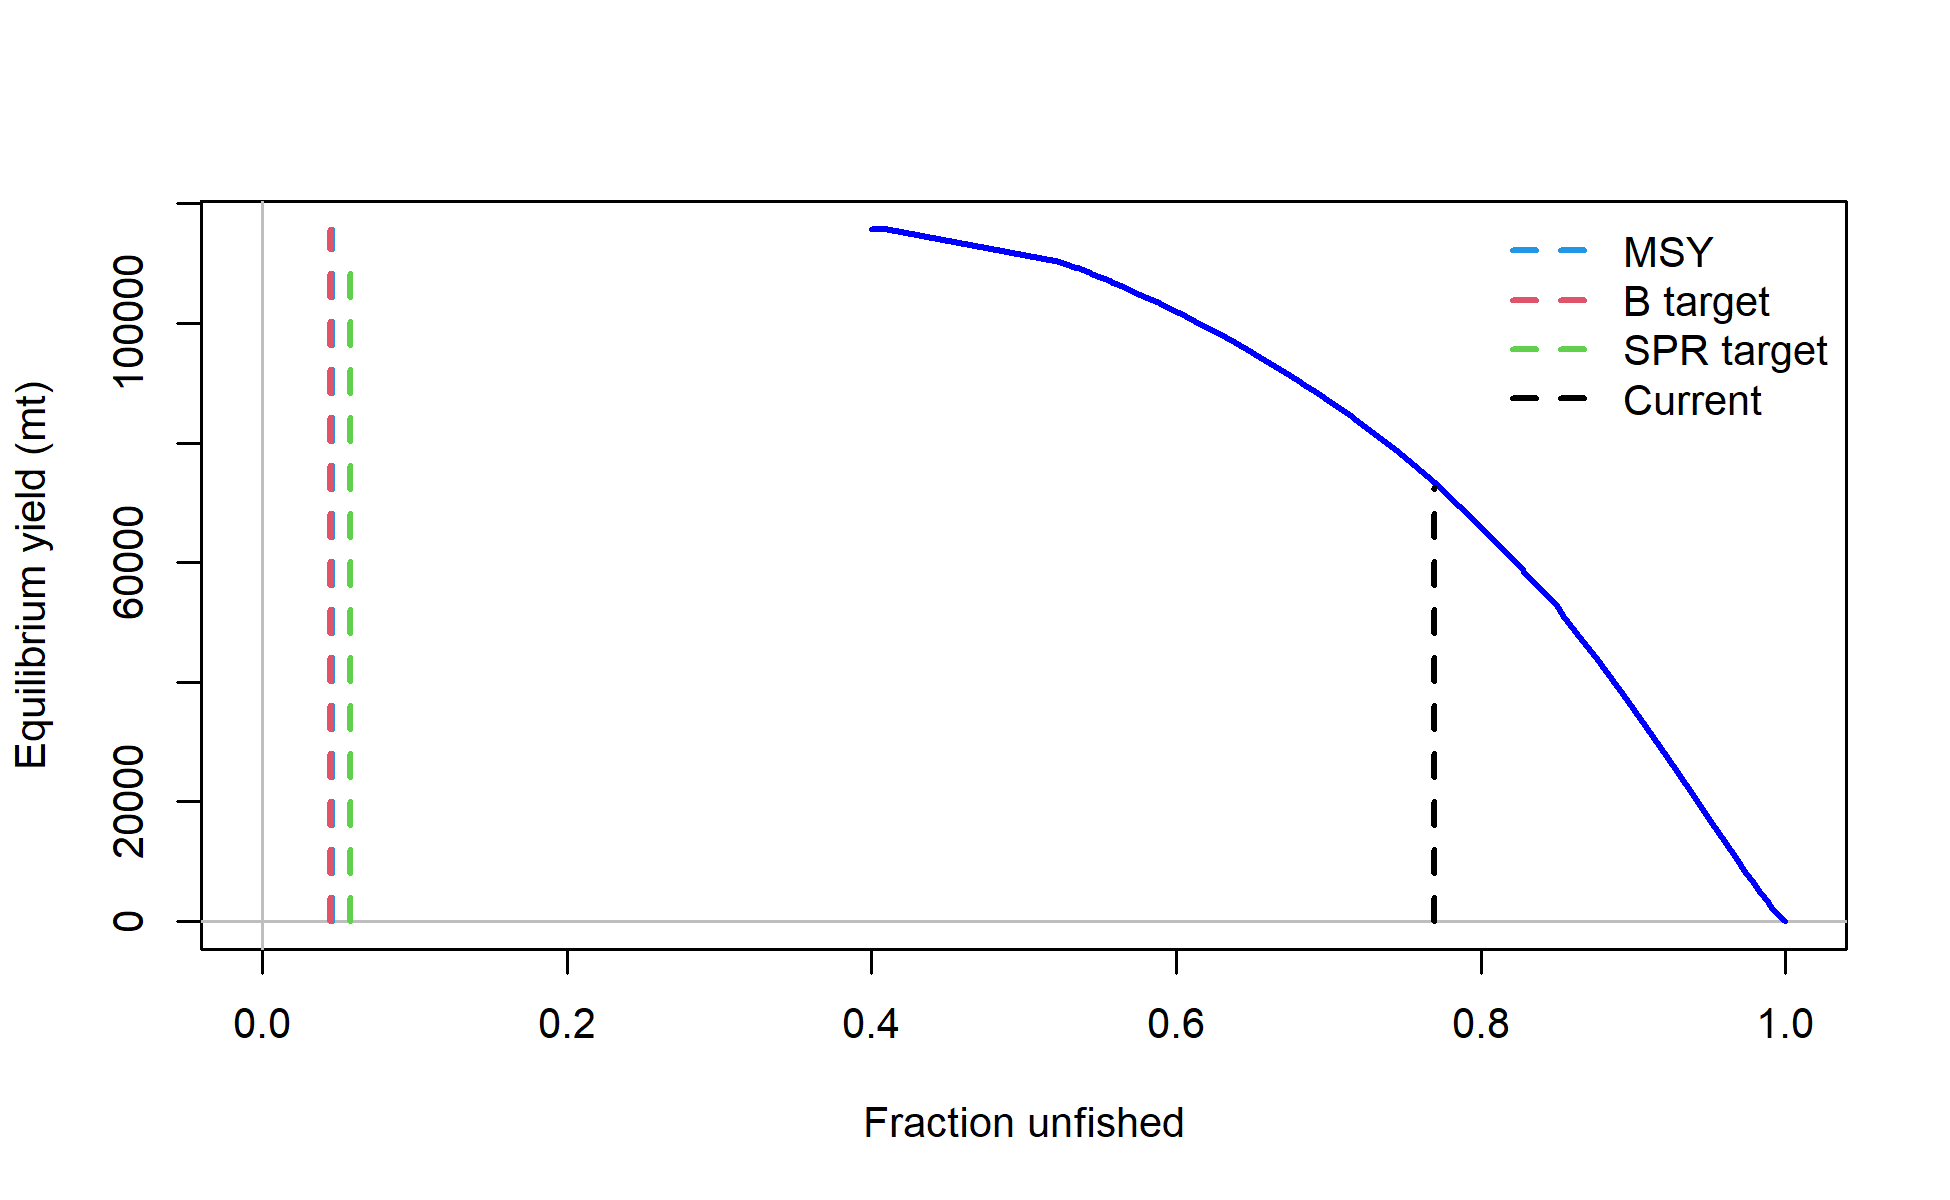 Equilibrium yield (mt)
100000
60000
20000
0
MSY
B target
SPR target
Current
0.0 0.2 0.4 0.6 0.8 1.0
Fraction unfished